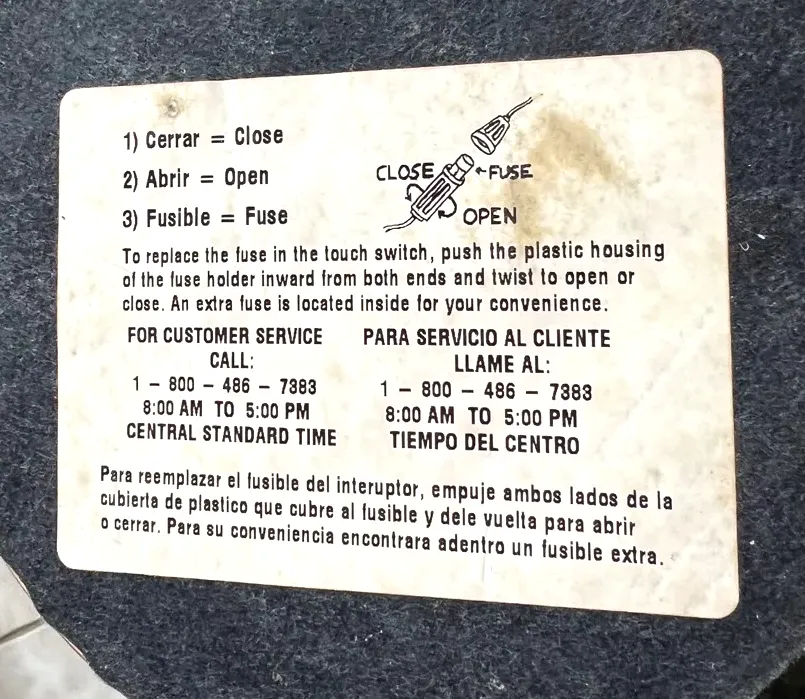 1) Cerrar = Close
2) Abrir = Open
3) Fusible = Fuse
CLOSE
←FUSE
OPEN
To replace the fuse in the touch switch, push the plastic housing
of the fuse holder inward from both ends and twist to open or
close. An extra fuse is located inside for your convenience.
FOR CUSTOMER SERVICE
CALL:
1 – 800 – 486 – 7383
8:00 AM TO 5:00 PM
CENTRAL STANDARD TIME
PARA SERVICIO AL CLIENTE
LLAME AL:
1 – 800 – 486 – 7383
8:00 AM TO 5:00 PM
TIEMPO DEL CENTRO
Para reemplazar el fusible del interuptor, empuje ambos lados de la
cubierta de plastico que cubre al fusible y dele vuelta para abrir
o cerrar. Para su conveniencia encontrara adentro un fusible extra.